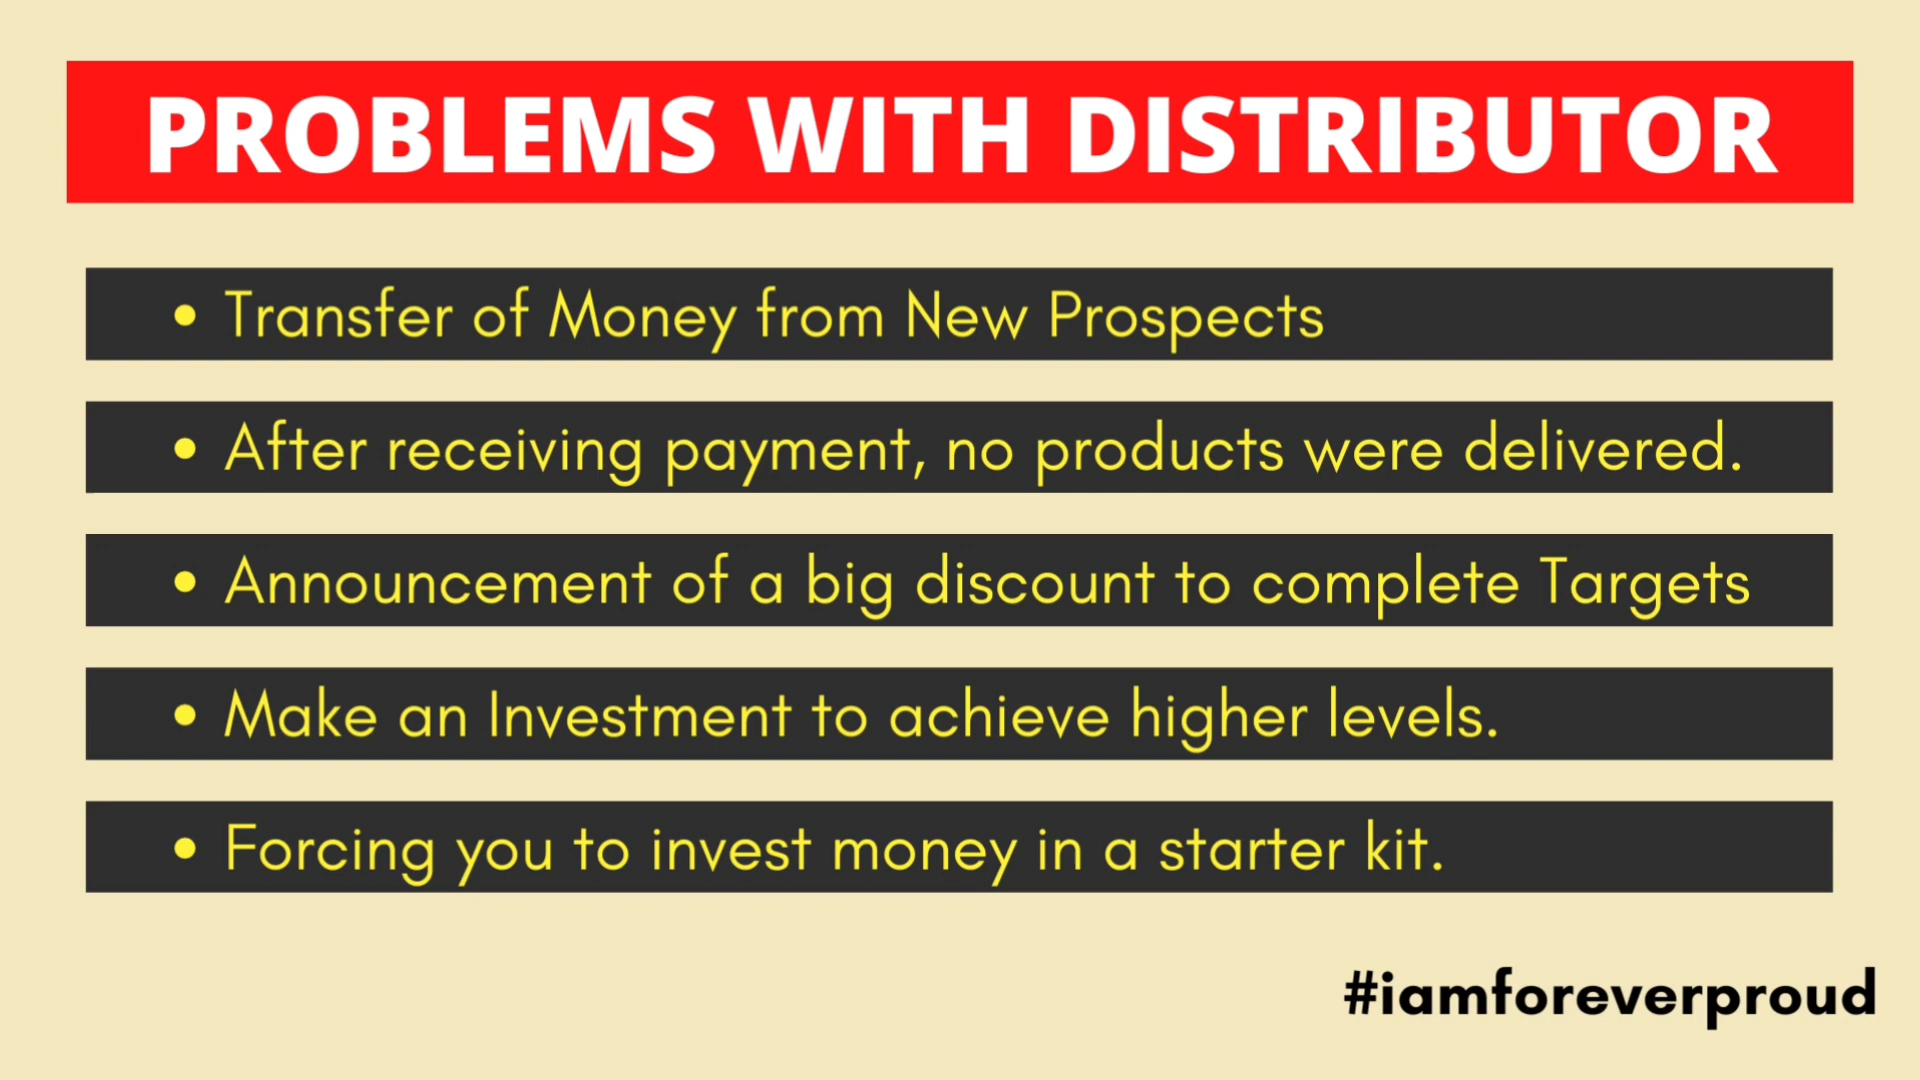 PROBLEMS WITH DISTRIBUTOR
• Transfer of Money from New Prospects
• After receiving payment, no products were delivered.
• Announcement of a big discount to complete Targets
• Make an Investment to achieve higher levels.
• Forcing you to invest money in a starter kit.
#iamforeverproud